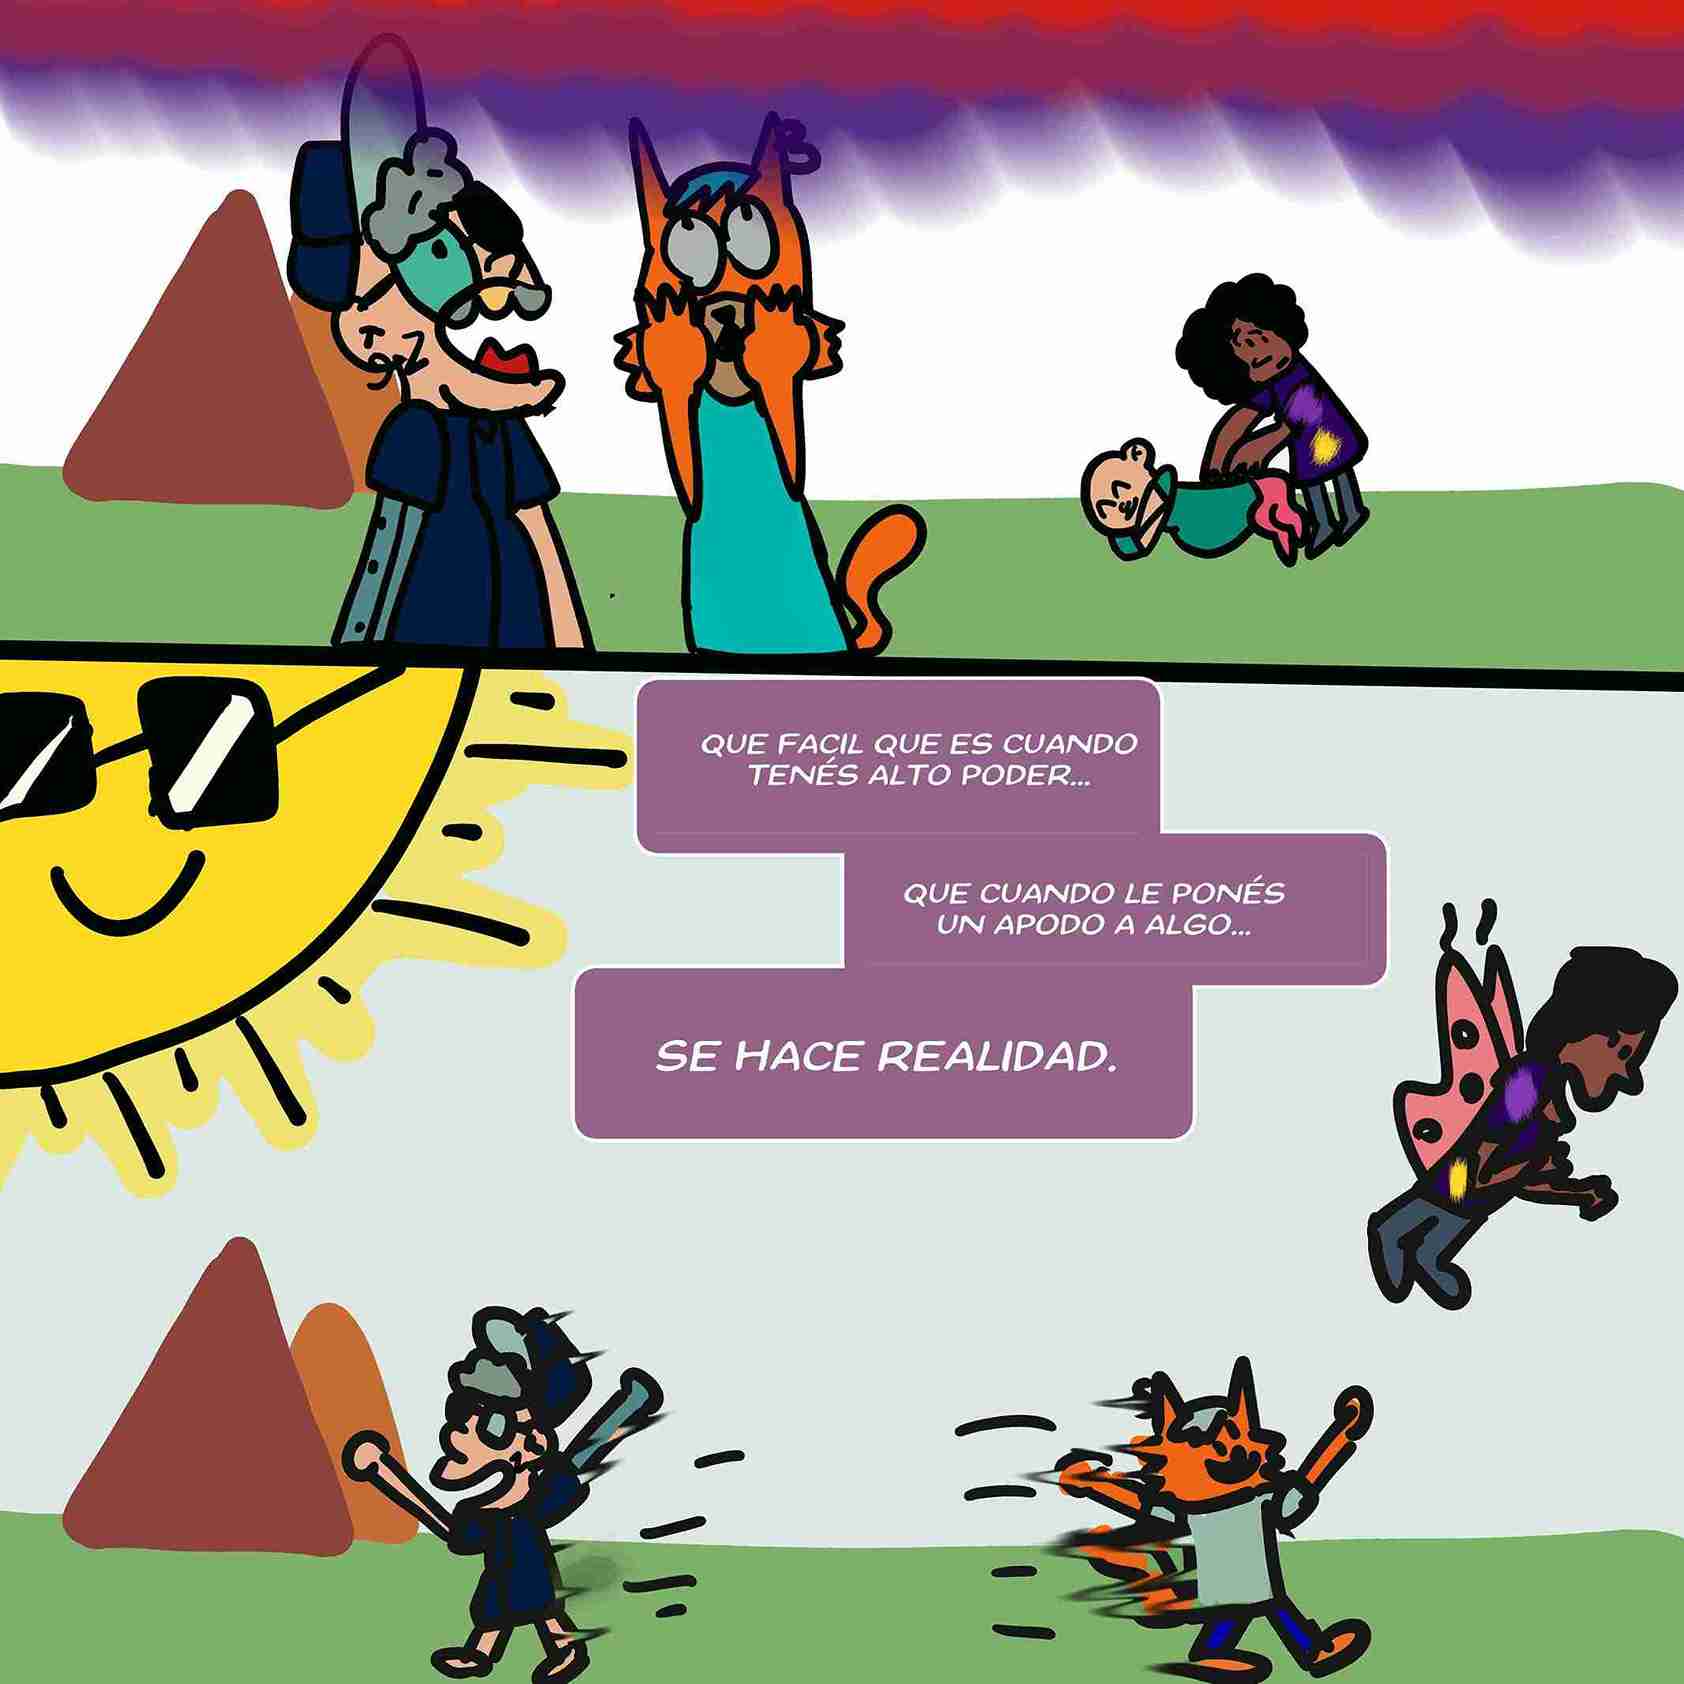 QUE FACIL QUE ES CUANDO
TENÉS ALTO PODER...
QUE CUANDO LE PONÉS
UN APODO A ALGO...
SE HACE REALIDAD.